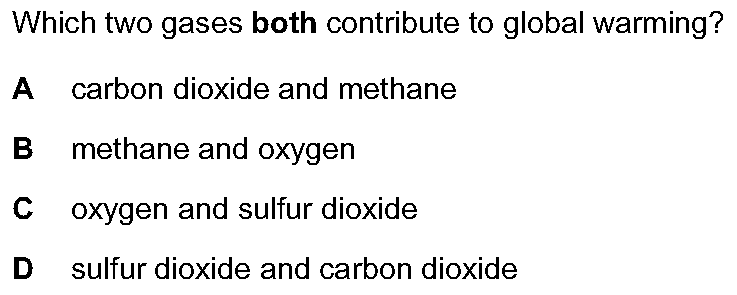 Which two gases both contribute to global warming?
A carbon dioxide and methane
B methane and oxygen
C oxygen and sulfur dioxide
D sulfur dioxide and carbon dioxide